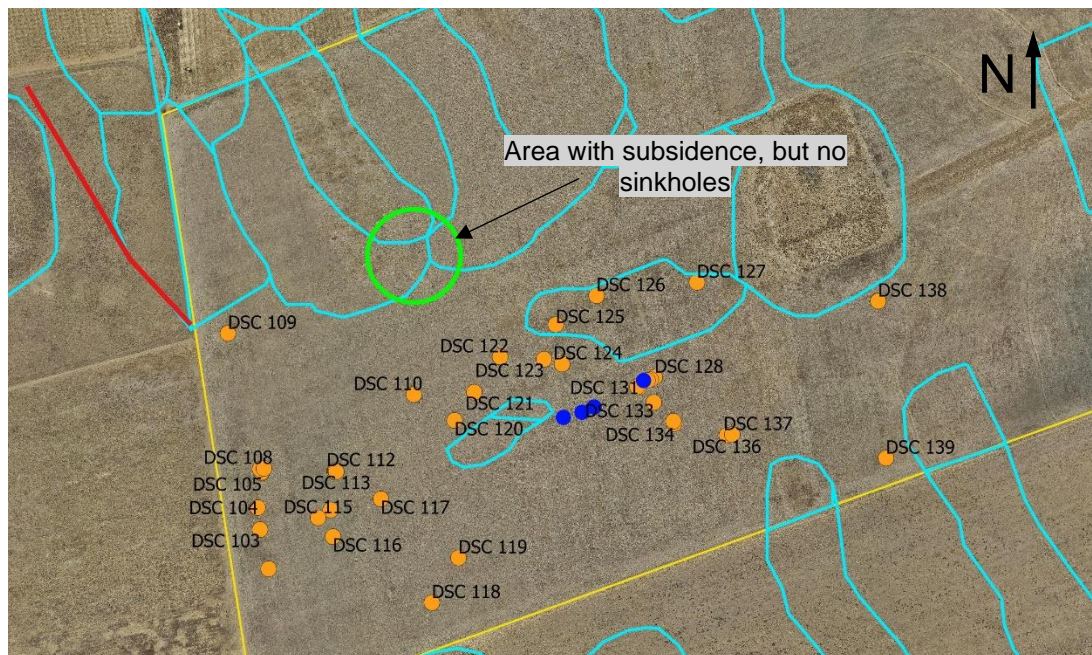 N
Area with subsidence, but no
sinkholes
DSC 127
DSC 126
DSC 138
DSC 125
DSC 109
DSC 122
DSC 124
DSC 123
DSC 128
DSC 131
DSC 110
DSC 121
DSC 133
DSC 120
DSC 134
DSC 137
DSC 136
DSC 139
DSC 108
DSC 112
DSC 105
DSC 113
DSC 104
DSC 115
DSC 117
DSC 103
DSC 116
DSC 119
DSC 118